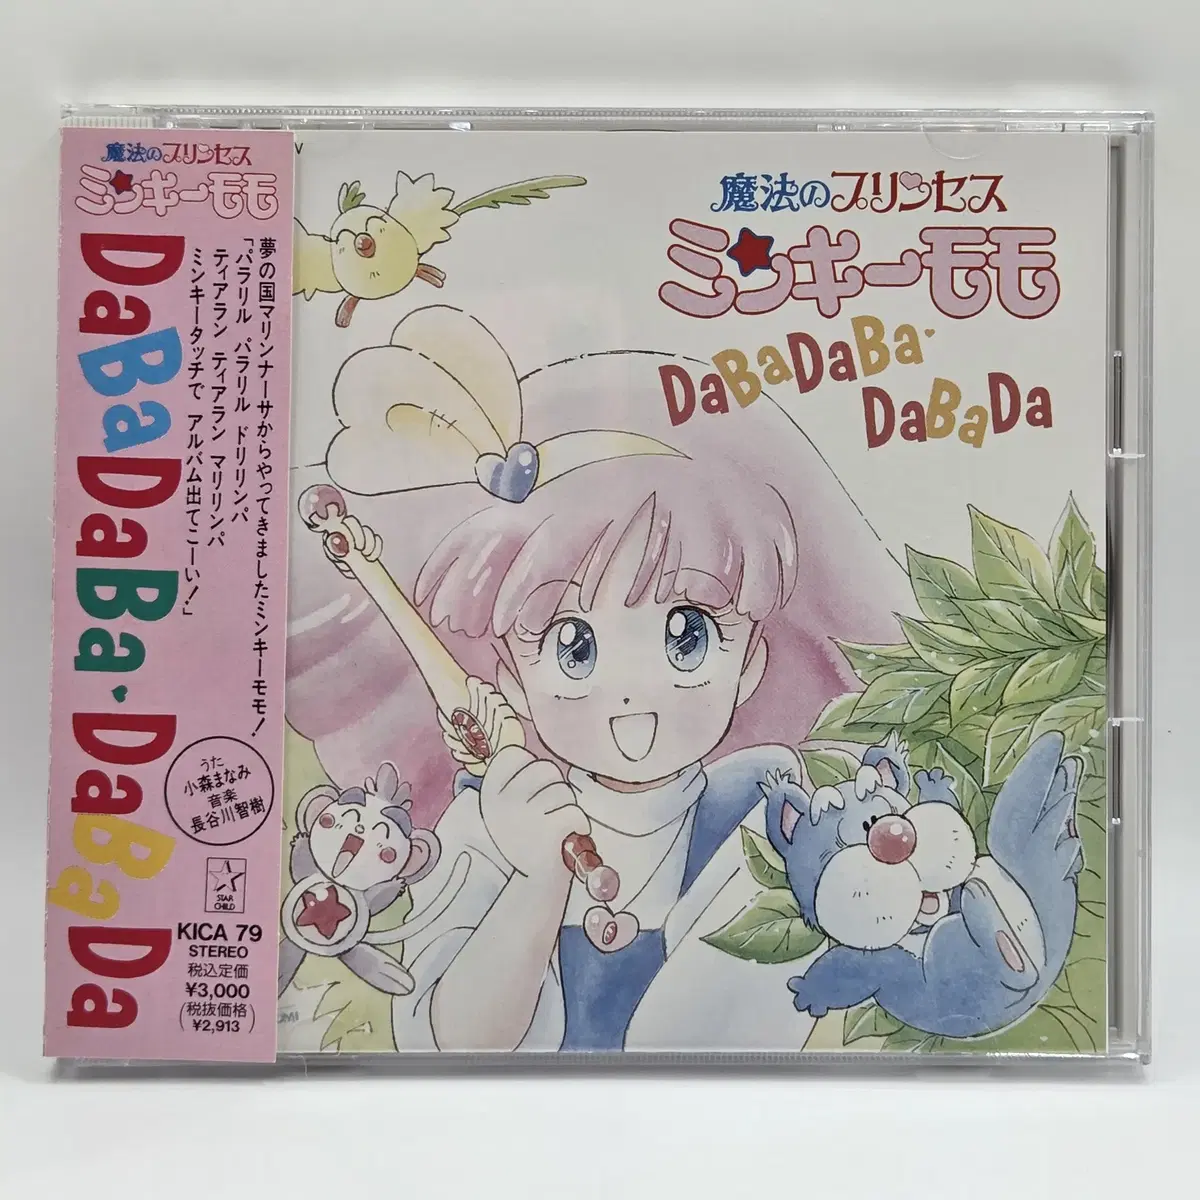 魔法のプリンセス
ミンキーモモ
DaBaDaBa・DaBaDa
夢の国マリンナーサからやってきましたミンキーモモ!
「パラリル パラリル ドリリンパ
ティアラン ティアラン マリリンパ
ミンキータッチで アルバム出てこーい!」
うた
小森まなみ
音楽
長谷川智樹
STAR
CHILD
KICA 79
STEREO
税込定価
¥3,000
(税抜価格)
¥2,913
魔法のプリンセス
ミンキーモモ
DaBaDaBa・
DaBaDa